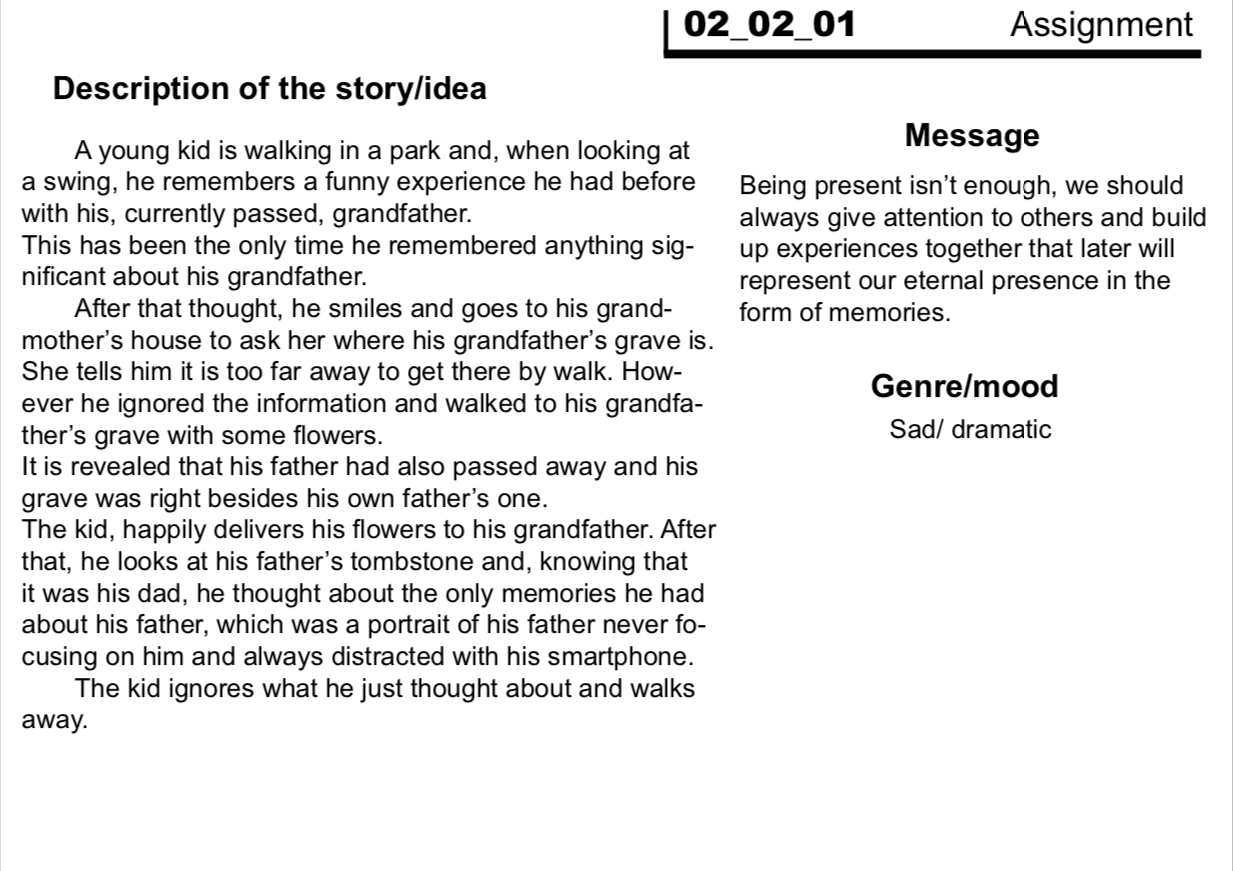 02_02_01 Assignment
Description of the story/idea
A young kid is walking in a park and, when looking at
a swing, he remembers a funny experience he had before
with his, currently passed, grandfather.
This has been the only time he remembered anything sig-
nificant about his grandfather.
After that thought, he smiles and goes to his grand-
mother's house to ask her where his grandfather's grave is.
She tells him it is too far away to get there by walk. How-
ever he ignored the information and walked to his grandfa-
ther's grave with some flowers.
It is revealed that his father had also passed away and his
grave was right besides his own father's one.
The kid, happily delivers his flowers to his grandfather. After
that, he looks at his father's tombstone and, knowing that
it was his dad, he thought about the only memories he had
about his father, which was a portrait of his father never fo-
cusing on him and always distracted with his smartphone.
The kid ignores what he just thought about and walks
away.
Message
Being present isn't enough, we should
always give attention to others and build
up experiences together that later will
represent our eternal presence in the
form of memories.
Genre/mood
Sad/ dramatic